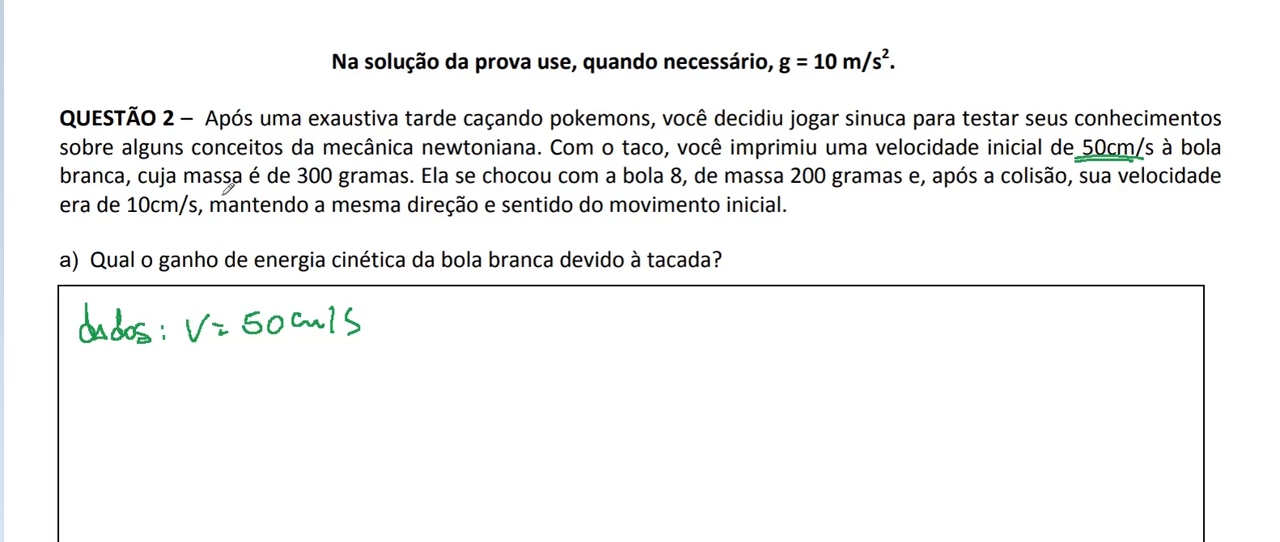 Na solução da prova use, quando necessário, g = 10 m/s².
QUESTÃO 2 – Após uma exaustiva tarde caçando pokemons, você decidiu jogar sinuca para testar seus conhecimentos
sobre alguns conceitos da mecânica newtoniana. Com o taco, você imprimiu uma velocidade inicial de 50cm/s à bola
branca, cuja massa é de 300 gramas. Ela se chocou com a bola 8, de massa 200 gramas e, após a colisão, sua velocidade
era de 10cm/s, mantendo a mesma direção e sentido do movimento inicial.
a) Qual o ganho de energia cinética da bola branca devido à tacada?
dados: V= 50cm/s